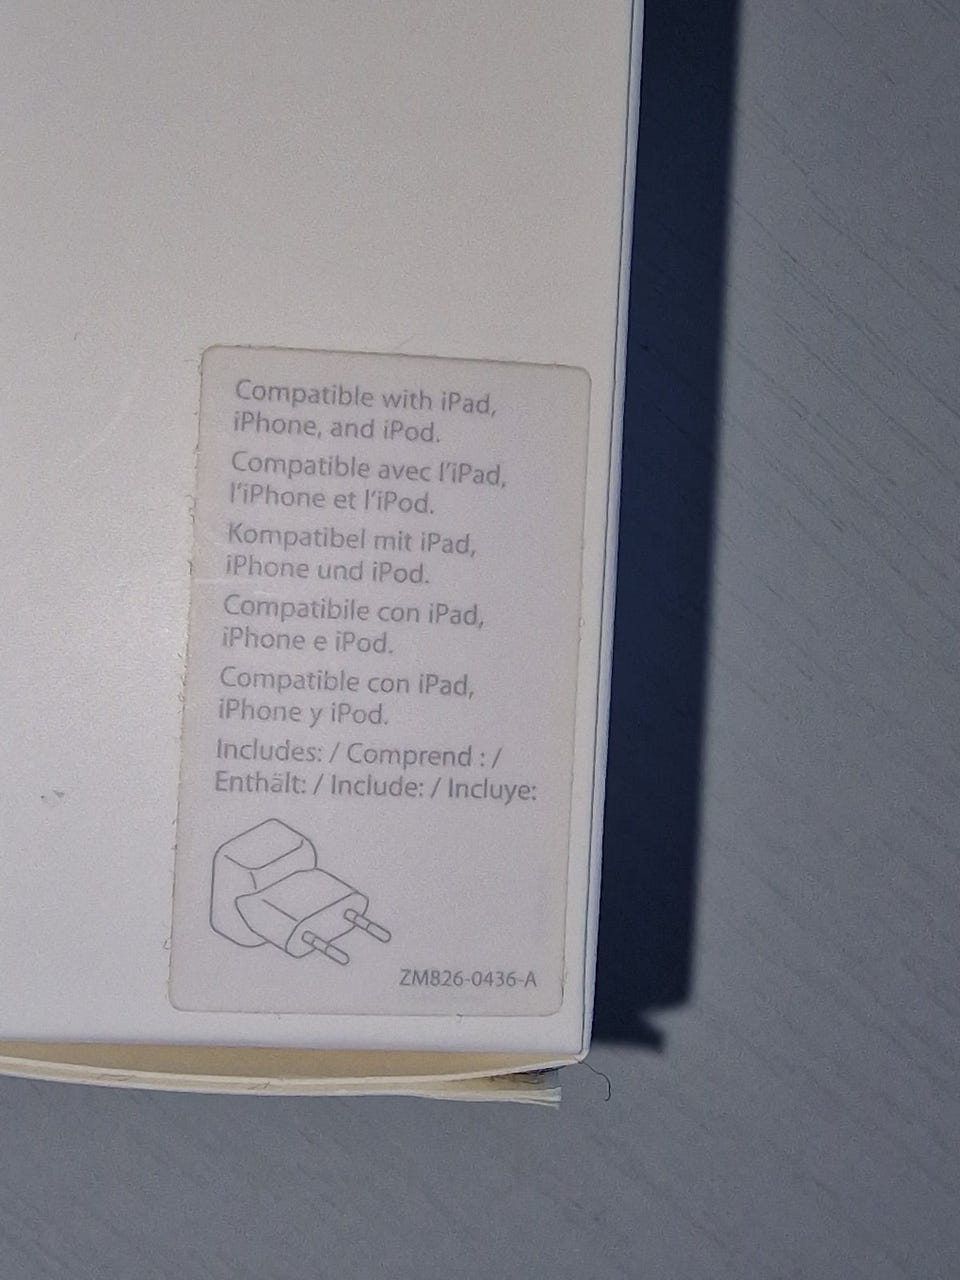 Compatible with iPad,
iPhone, and iPod.
Compatible avec l'iPad,
l'iPhone et l'iPod.
Kompatibel mit iPad,
iPhone und iPod.
Compatibile con iPad,
iPhone e iPod.
Compatible con iPad,
iPhone y iPod.
Includes: / Comprend : /
Enthält: / Include: / Incluye:
ZM826-0436-A